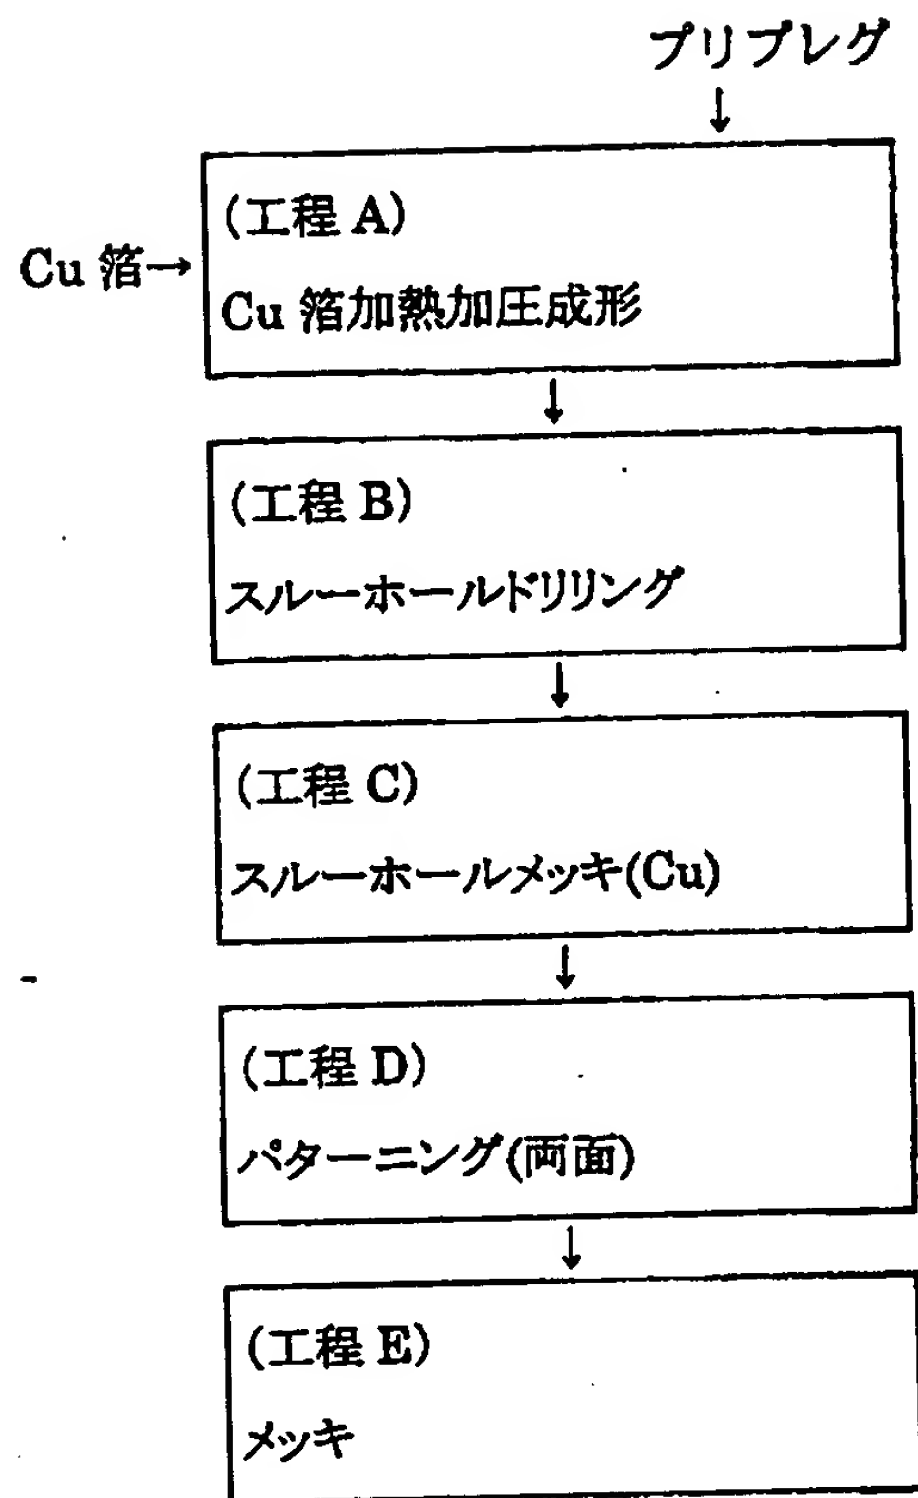 プリプレグ
↓
(工程 A)
Cu 箔→
Cu 箔加熱加圧成形
↓
(工程 B)
スルーホールドリリング
↓
(工程 C)
スルーホールメッキ(Cu)
↓
(工程 D)
パターニング(両面)
↓
(工程 E)
メッキ